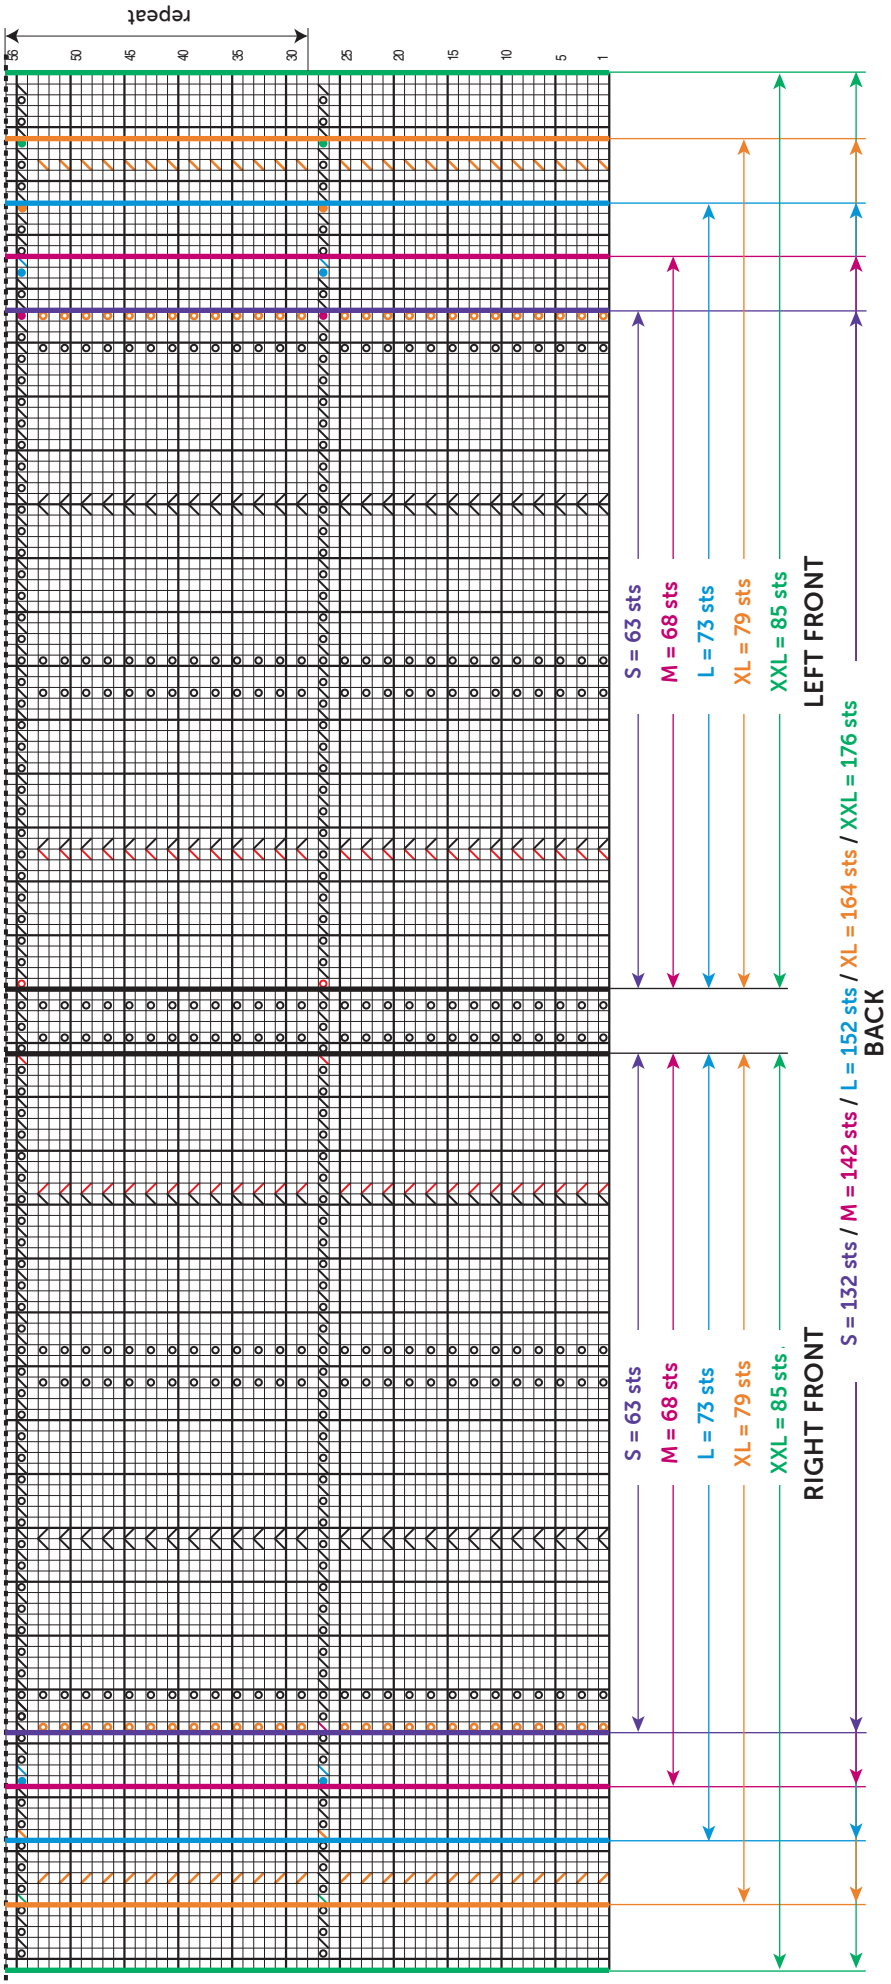 repeat
56
50
45
40
35
30
25
20
15
10
5
1
S = 63 sts
M = 68 sts
L = 73 sts
XL = 79 sts
XXL = 85 sts
LEFT FRONT
S = 63 sts
M = 68 sts
L = 73 sts
XL = 79 sts
XXL = 85 sts.
RIGHT FRONT
S = 132 sts / M = 142 sts / L = 152 sts / XL = 164 sts / XXL = 176 sts
BACK